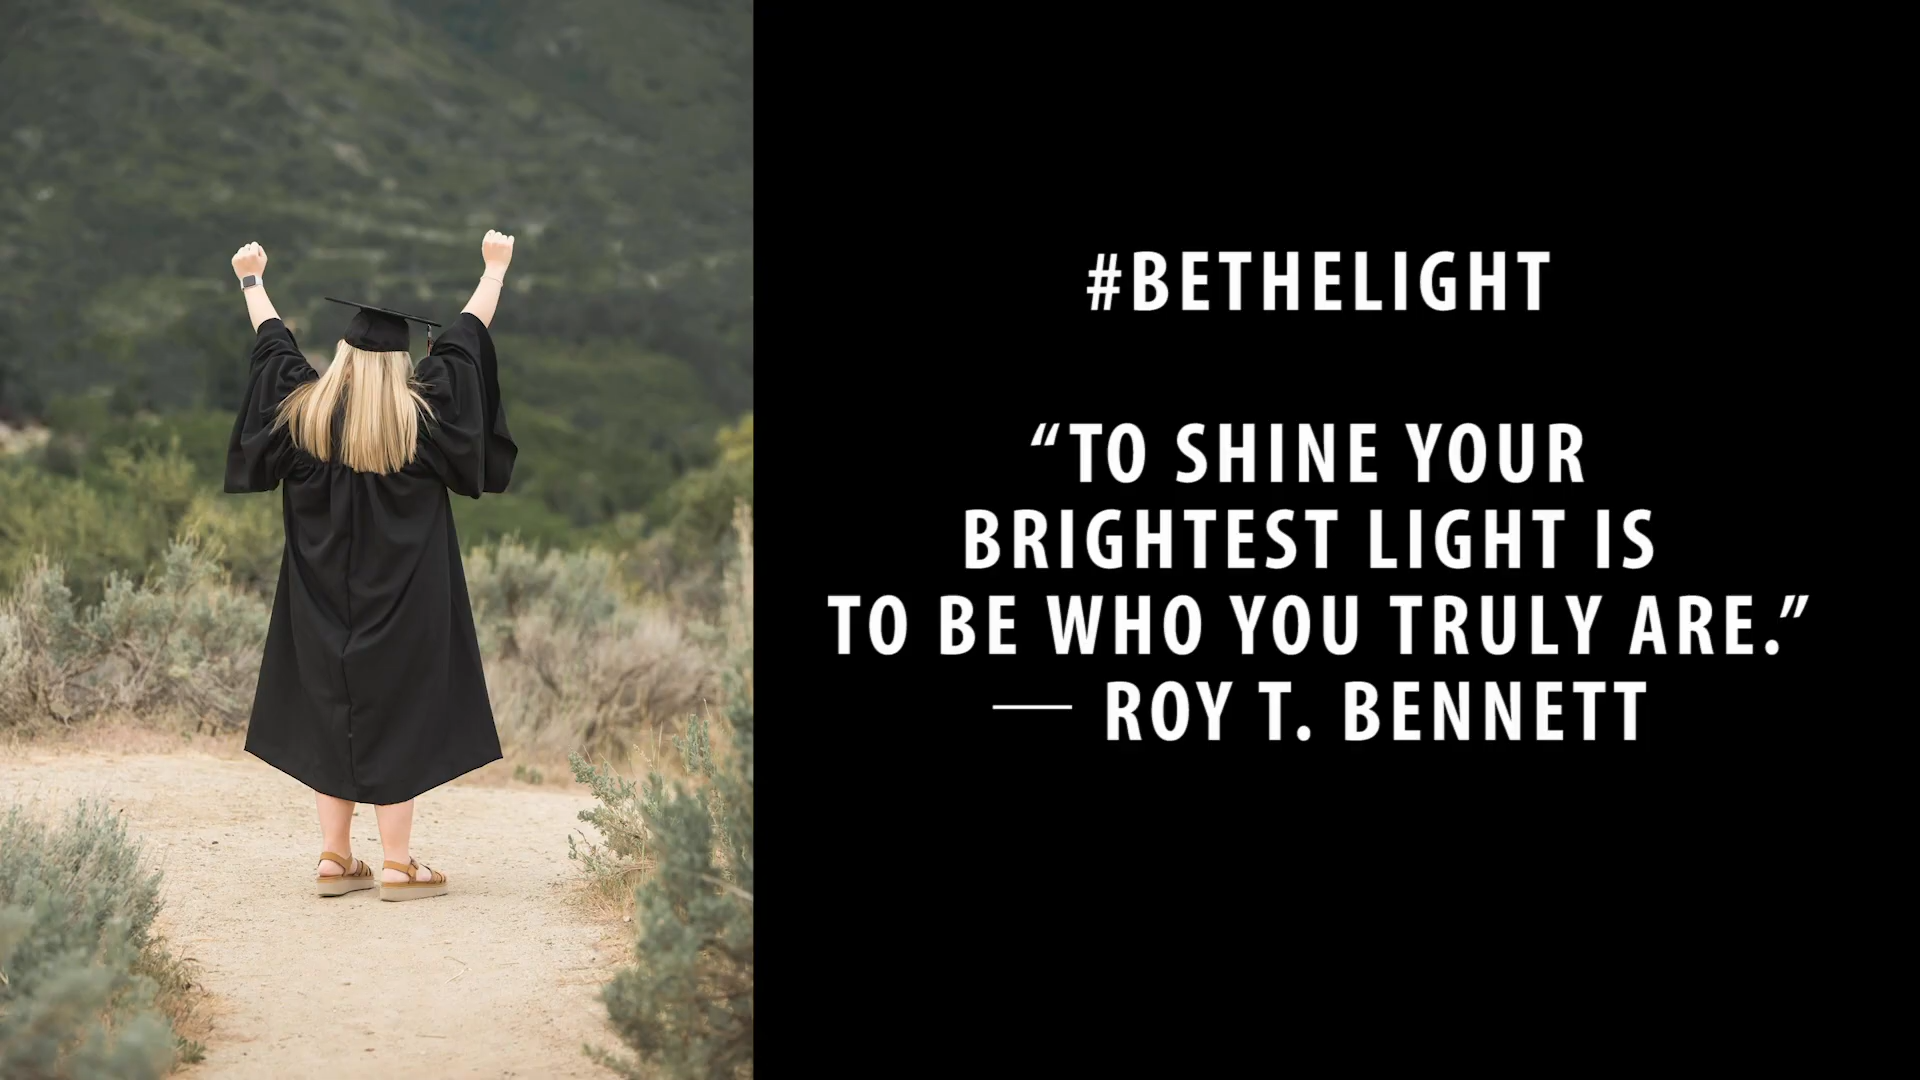 #BETHELIGHT
“TO SHINE YOUR
BRIGHTEST LIGHT IS
TO BE WHO YOU TRULY ARE.”
— ROY T. BENNETT